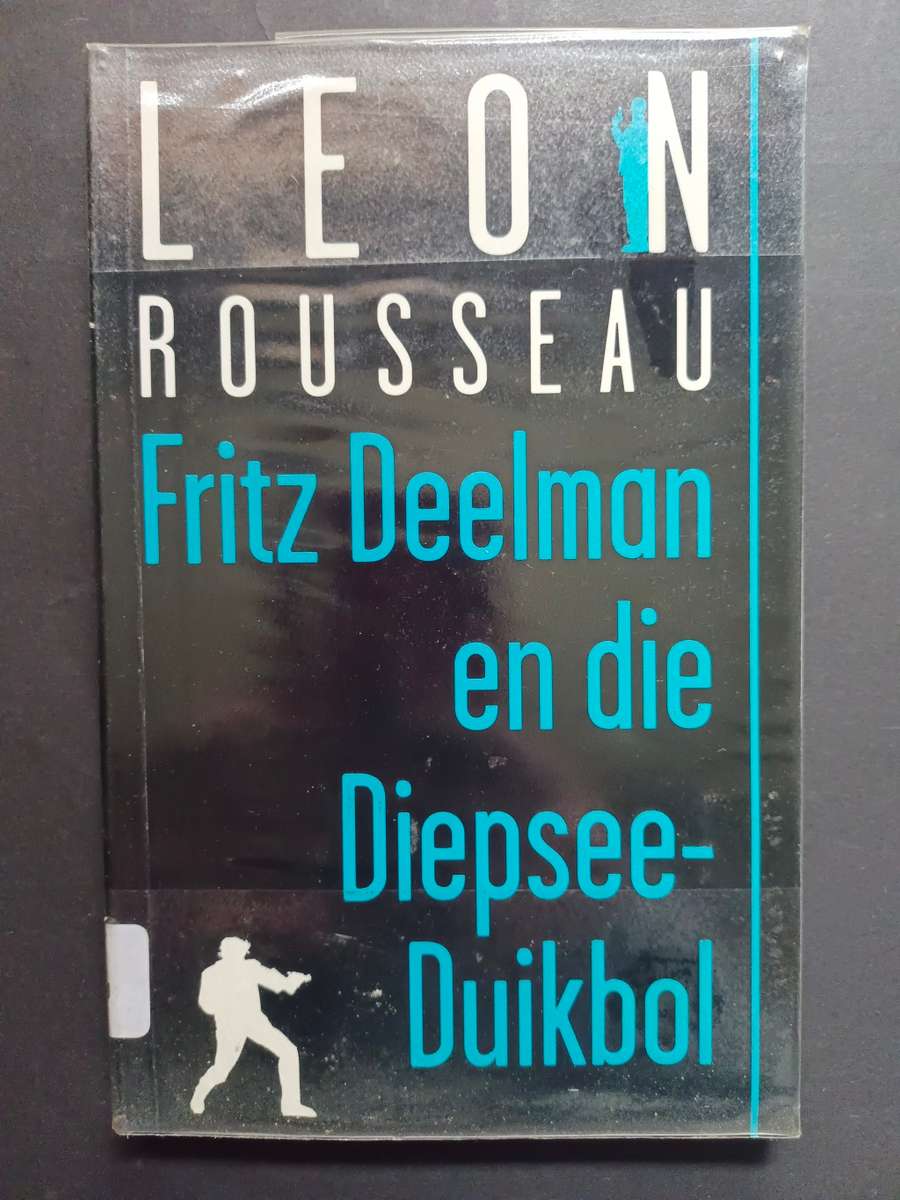 LEON
ROUSSEAU
Fritz Deelman
en die
Diepsee-
Duikbol